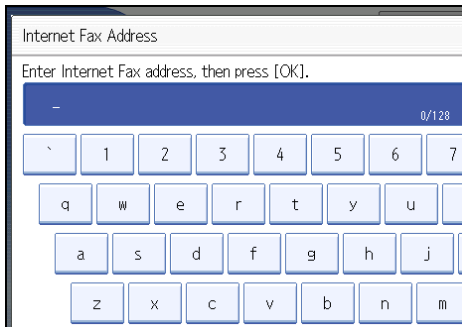 Internet Fax Address
Enter Internet Fax address, then press [OK].
_
0/128
` 1 2 3 4 5 6 7
q w e r t y u
a s d f g h j
z x c v b n m